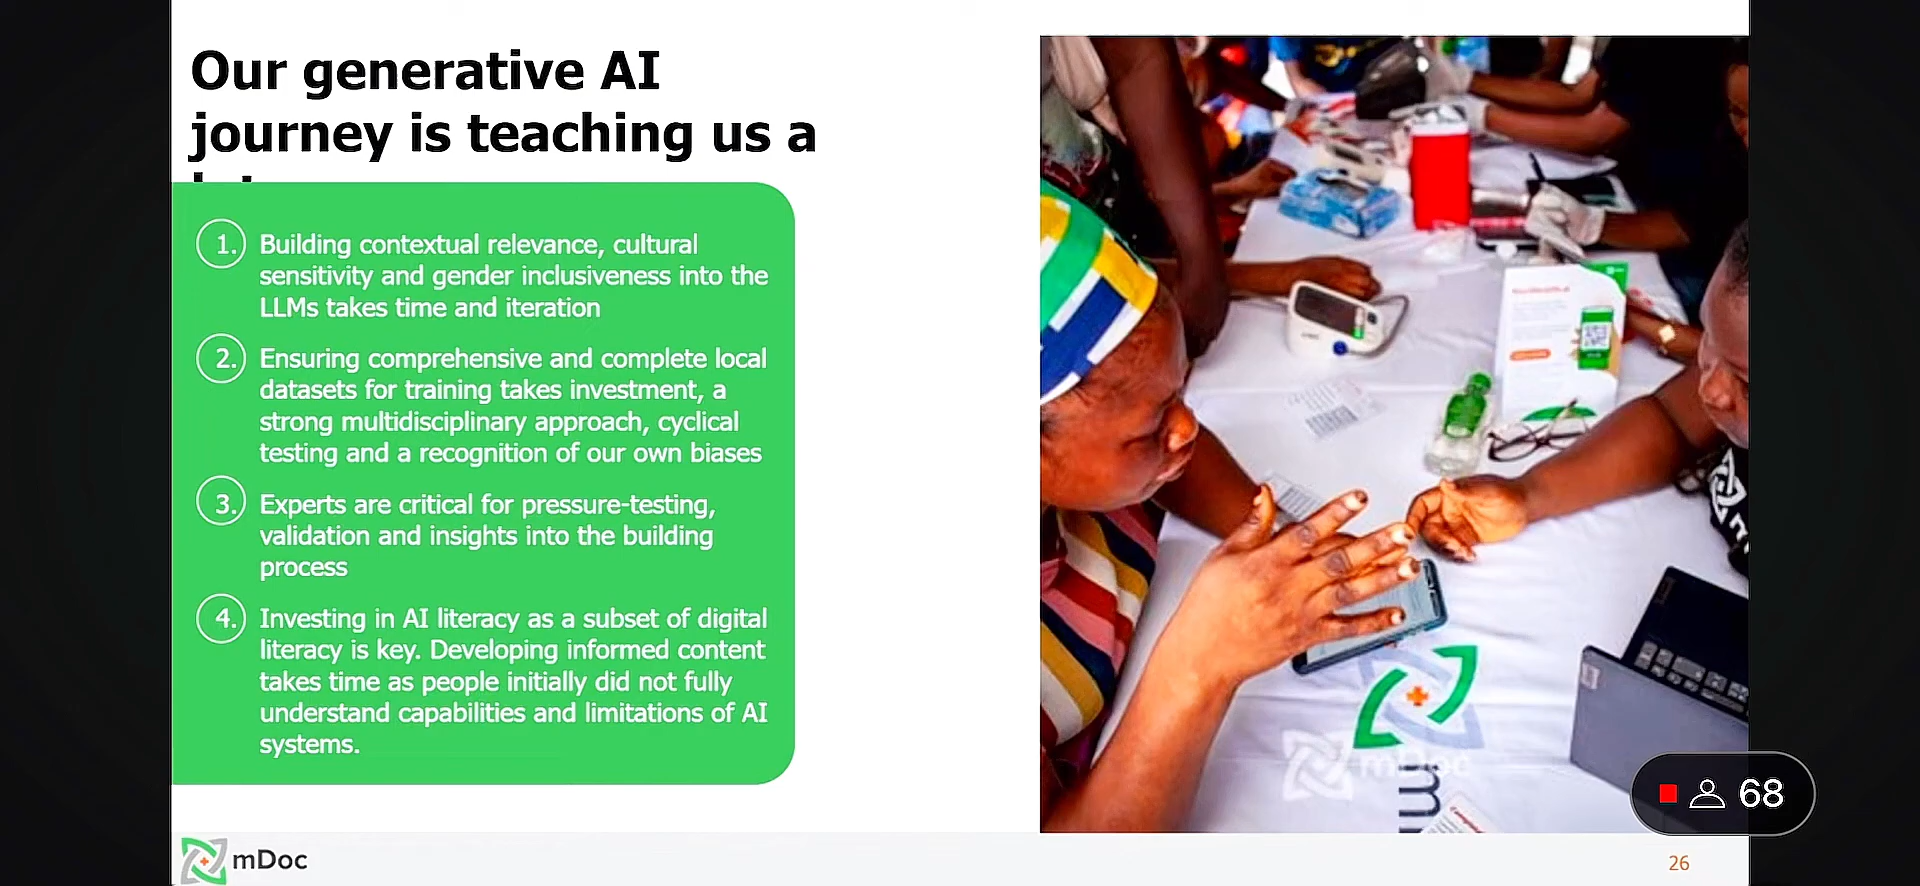 Our generative AI
journey is teaching us a
1. Building contextual relevance, cultural
sensitivity and gender inclusiveness into the
LLMs takes time and iteration
2. Ensuring comprehensive and complete local
datasets for training takes investment, a
strong multidisciplinary approach, cyclical
testing and a recognition of our own biases
3. Experts are critical for pressure-testing,
validation and insights into the building
process
4. Investing in AI literacy as a subset of digital
literacy is key. Developing informed content
takes time as people initially did not fully
understand capabilities and limitations of AI
systems.
mDoc
68
mDoc
26